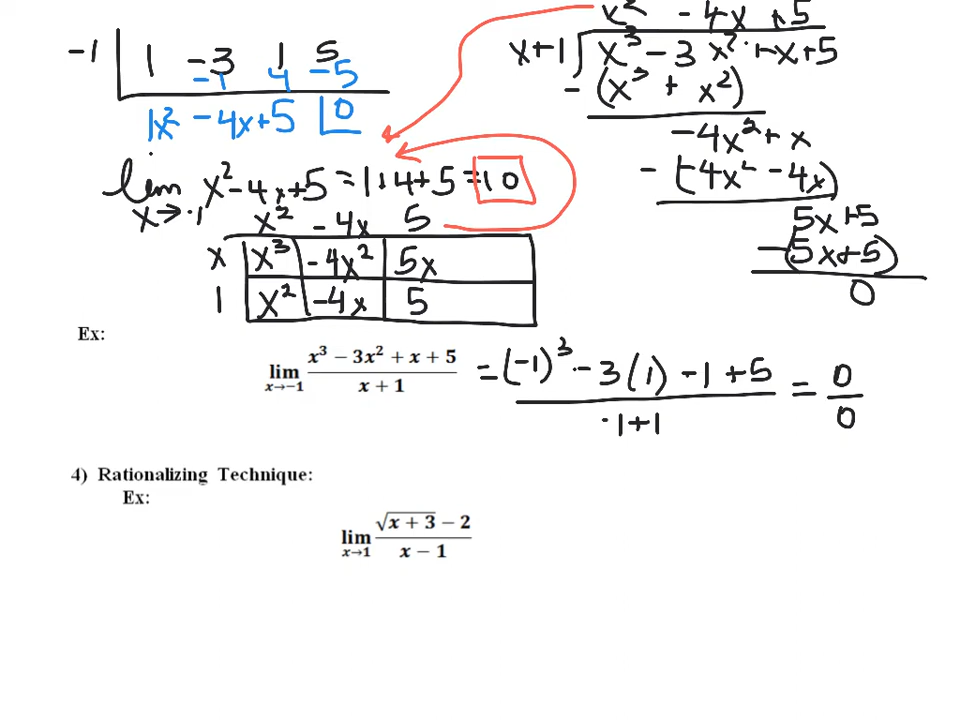 x² - 4x + 5
x+1 ) x³ - 3x² + x + 5
-1 | 1 -3 1 5
-1 4 -5
1x² - 4x + 5 | 0
- (x³ + x²)
-4x² + x
- (-4x² - 4x)
5x + 5
- (5x + 5)
0
lim x→-1 x² - 4x + 5 = 1 + 4 + 5 = 10
x² - 4x 5
x x³ -4x² 5x
1 x² -4x 5
Ex:
lim x→-1 (x³ − 3x² + x + 5)/(x + 1) = ((-1)³ - 3(1) - 1 + 5)/(-1+1) = 0/0
4) Rationalizing Technique:
Ex:
lim x→1 (√(x + 3) − 2)/(x − 1)